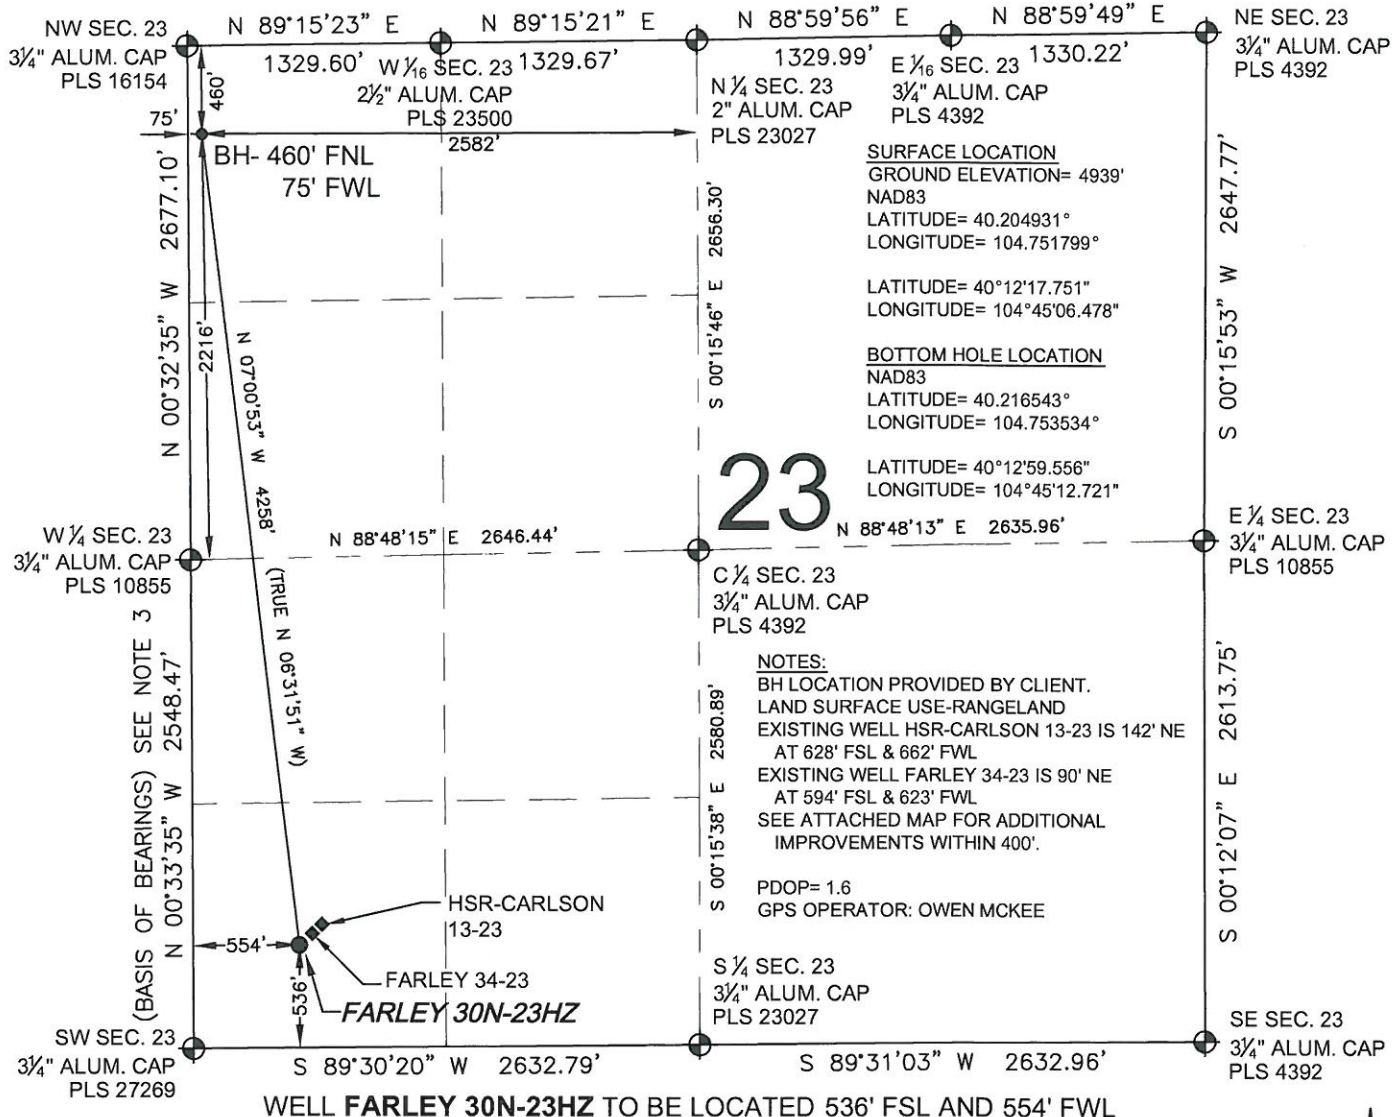 N 89°15'23" E
N 89°15'21" E
N 88°59'56" E
N 88°59'49" E
NW SEC. 23
3¼" ALUM. CAP
PLS 16154
1329.60'
W 1⁄16 SEC. 23
2½" ALUM. CAP
PLS 23500
1329.67'
N ¼ SEC. 23
2" ALUM. CAP
PLS 23027
1329.99'
E 1⁄16 SEC. 23
3¼" ALUM. CAP
PLS 4392
1330.22'
NE SEC. 23
3¼" ALUM. CAP
PLS 4392
460'
75'
2582'
BH- 460' FNL
75' FWL
N 00°32'35" W 2677.10'
2216'
N 07°00'53" W 4258'
(TRUE N 06°31'51" W)
S 00°15'46" E 2656.30'
SURFACE LOCATION
GROUND ELEVATION= 4939'
NAD83
LATITUDE= 40.204931°
LONGITUDE= 104.751799°
LATITUDE= 40°12'17.751"
LONGITUDE= 104°45'06.478"
BOTTOM HOLE LOCATION
NAD83
LATITUDE= 40.216543°
LONGITUDE= 104.753534°
LATITUDE= 40°12'59.556"
LONGITUDE= 104°45'12.721"
S 00°15'53" W 2647.77'
23
W ¼ SEC. 23
3¼" ALUM. CAP
PLS 10855
N 88°48'15" E 2646.44'
N 88°48'13" E 2635.96'
E ¼ SEC. 23
3¼" ALUM. CAP
PLS 10855
C ¼ SEC. 23
3¼" ALUM. CAP
PLS 4392
(BASIS OF BEARINGS) SEE NOTE 3
N 00°33'35" W 2548.47'
S 00°15'38" E 2580.89'
NOTES:
BH LOCATION PROVIDED BY CLIENT.
LAND SURFACE USE-RANGELAND
EXISTING WELL HSR-CARLSON 13-23 IS 142' NE
AT 628' FSL & 662' FWL
EXISTING WELL FARLEY 34-23 IS 90' NE
AT 594' FSL & 623' FWL
SEE ATTACHED MAP FOR ADDITIONAL
IMPROVEMENTS WITHIN 400'.
PDOP= 1.6
GPS OPERATOR: OWEN MCKEE
S 00°12'07" E 2613.75'
HSR-CARLSON
13-23
554'
FARLEY 34-23
536'
FARLEY 30N-23HZ
S ¼ SEC. 23
3¼" ALUM. CAP
PLS 23027
SW SEC. 23
3¼" ALUM. CAP
PLS 27269
S 89°30'20" W 2632.79'
S 89°31'03" W 2632.96'
SE SEC. 23
3¼" ALUM. CAP
PLS 4392
WELL FARLEY 30N-23HZ TO BE LOCATED 536' FSL AND 554' FWL